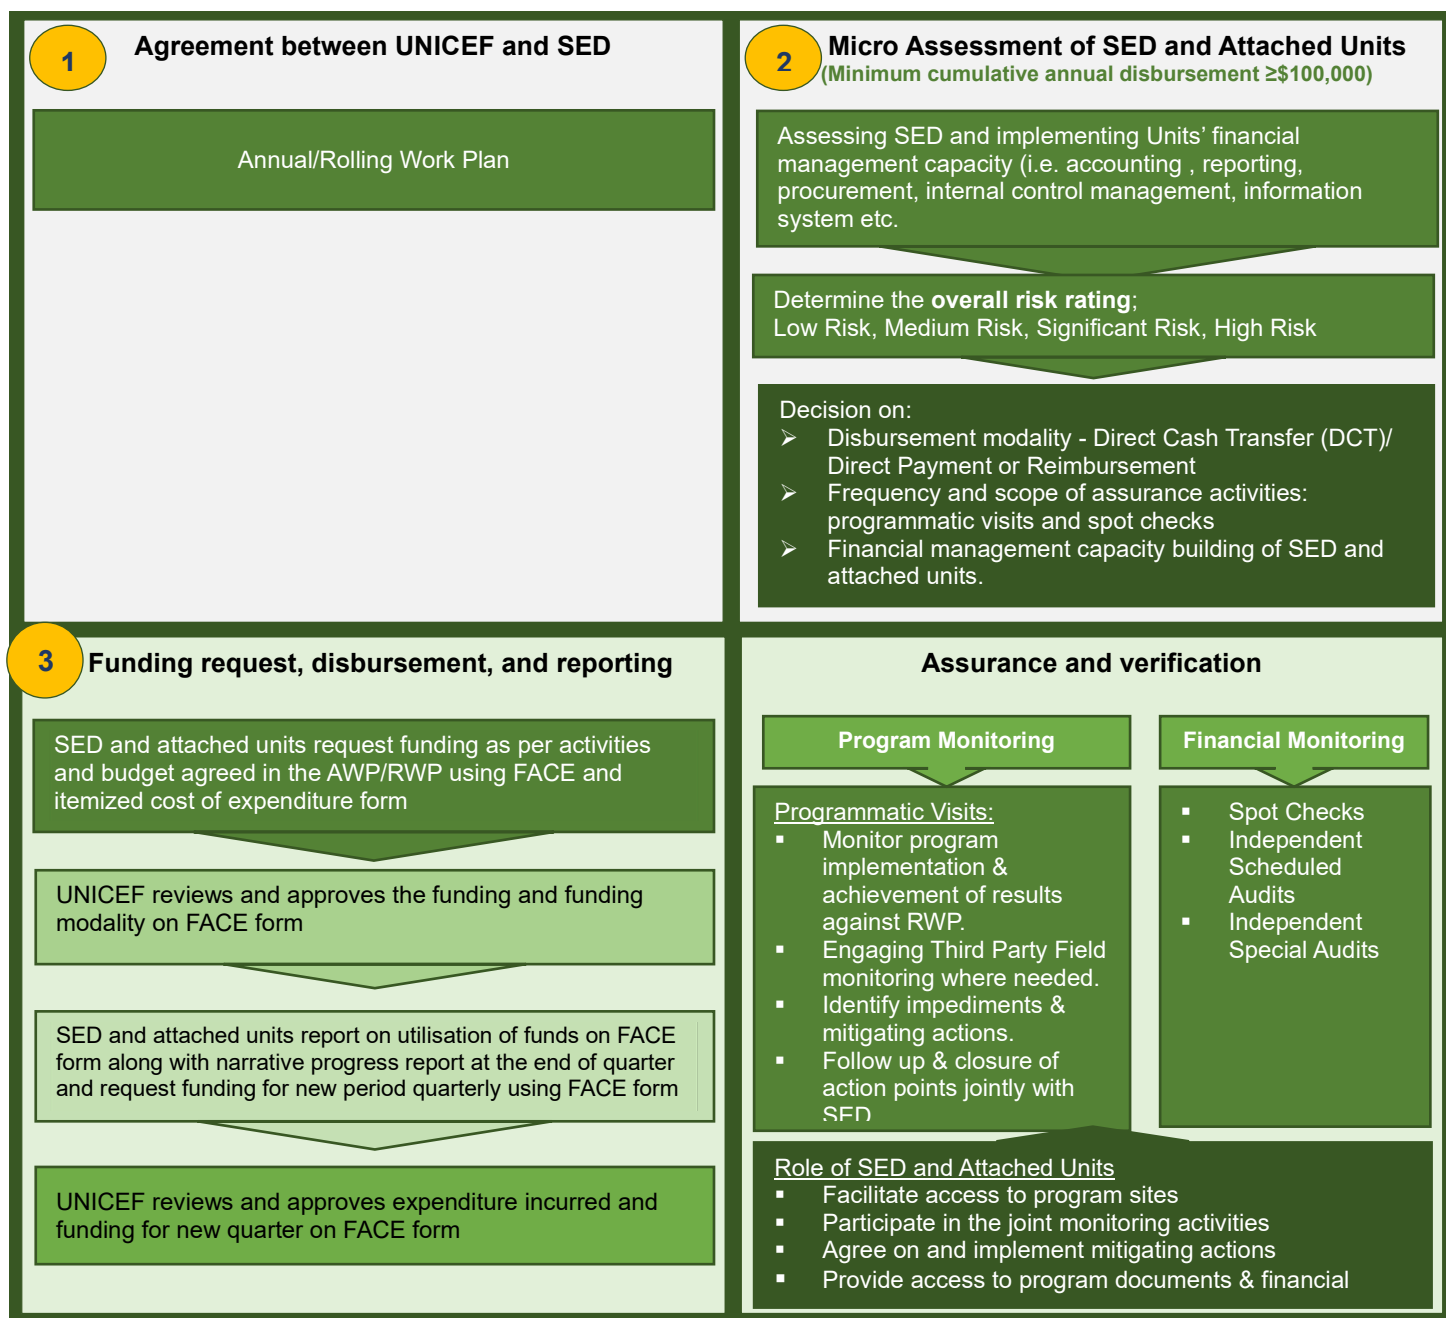 1
Agreement between UNICEF and SED
Annual/Rolling Work Plan
2
Micro Assessment of SED and Attached Units
(Minimum cumulative annual disbursement ≥$100,000)
Assessing SED and implementing Units’ financial
management capacity (i.e. accounting , reporting,
procurement, internal control management, information
system etc.
Determine the overall risk rating;
Low Risk, Medium Risk, Significant Risk, High Risk
Decision on:
➢ Disbursement modality - Direct Cash Transfer (DCT)/
Direct Payment or Reimbursement
➢ Frequency and scope of assurance activities:
programmatic visits and spot checks
➢ Financial management capacity building of SED and
attached units.
3
Funding request, disbursement, and reporting
SED and attached units request funding as per activities
and budget agreed in the AWP/RWP using FACE and
itemized cost of expenditure form
UNICEF reviews and approves the funding and funding
modality on FACE form
SED and attached units report on utilisation of funds on FACE
form along with narrative progress report at the end of quarter
and request funding for new period quarterly using FACE form
UNICEF reviews and approves expenditure incurred and
funding for new quarter on FACE form
Assurance and verification
Program Monitoring
Programmatic Visits:
▪ Monitor program
implementation &
achievement of results
against RWP.
▪ Engaging Third Party Field
monitoring where needed.
▪ Identify impediments &
mitigating actions.
▪ Follow up & closure of
action points jointly with
SED
Financial Monitoring
▪ Spot Checks
▪ Independent
Scheduled
Audits
▪ Independent
Special Audits
Role of SED and Attached Units
▪ Facilitate access to program sites
▪ Participate in the joint monitoring activities
▪ Agree on and implement mitigating actions
▪ Provide access to program documents & financial